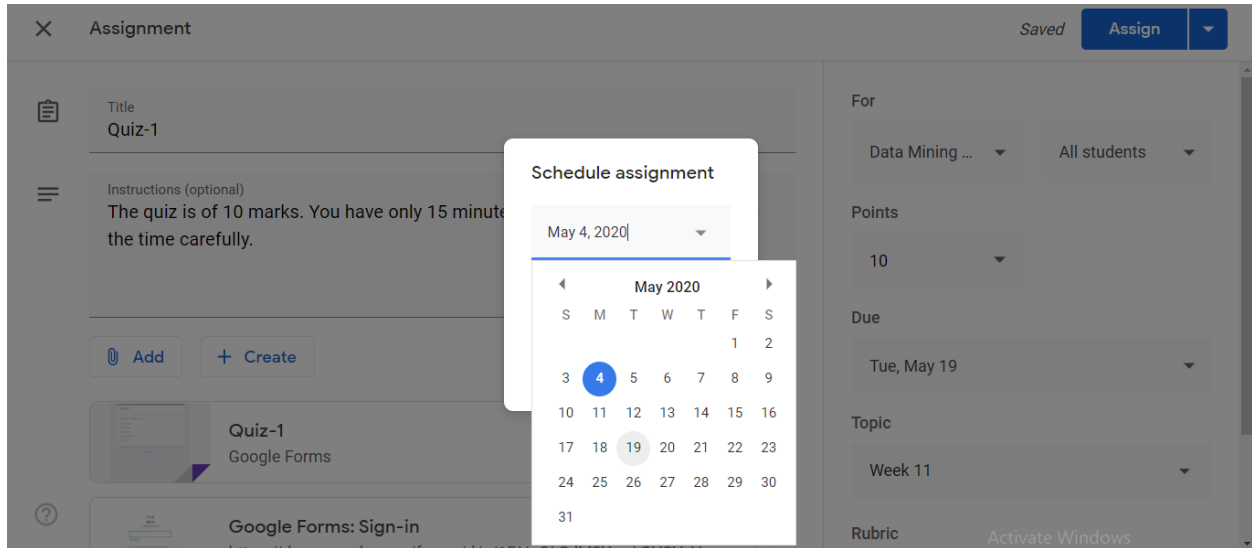 Assignment
Saved
Assign
Title
Quiz-1
Instructions (optional)
The quiz is of 10 marks. You have only 15 minute
the time carefully.
Add
+ Create
Quiz-1
Google Forms
Google Forms: Sign-in
Schedule assignment
May 4, 2020
May 2020
S M T W T F S
1 2
3 4 5 6 7 8 9
10 11 12 13 14 15 16
17 18 19 20 21 22 23
24 25 26 27 28 29 30
31
For
Data Mining ...
All students
Points
10
Due
Tue, May 19
Topic
Week 11
Rubric
Activate Windows